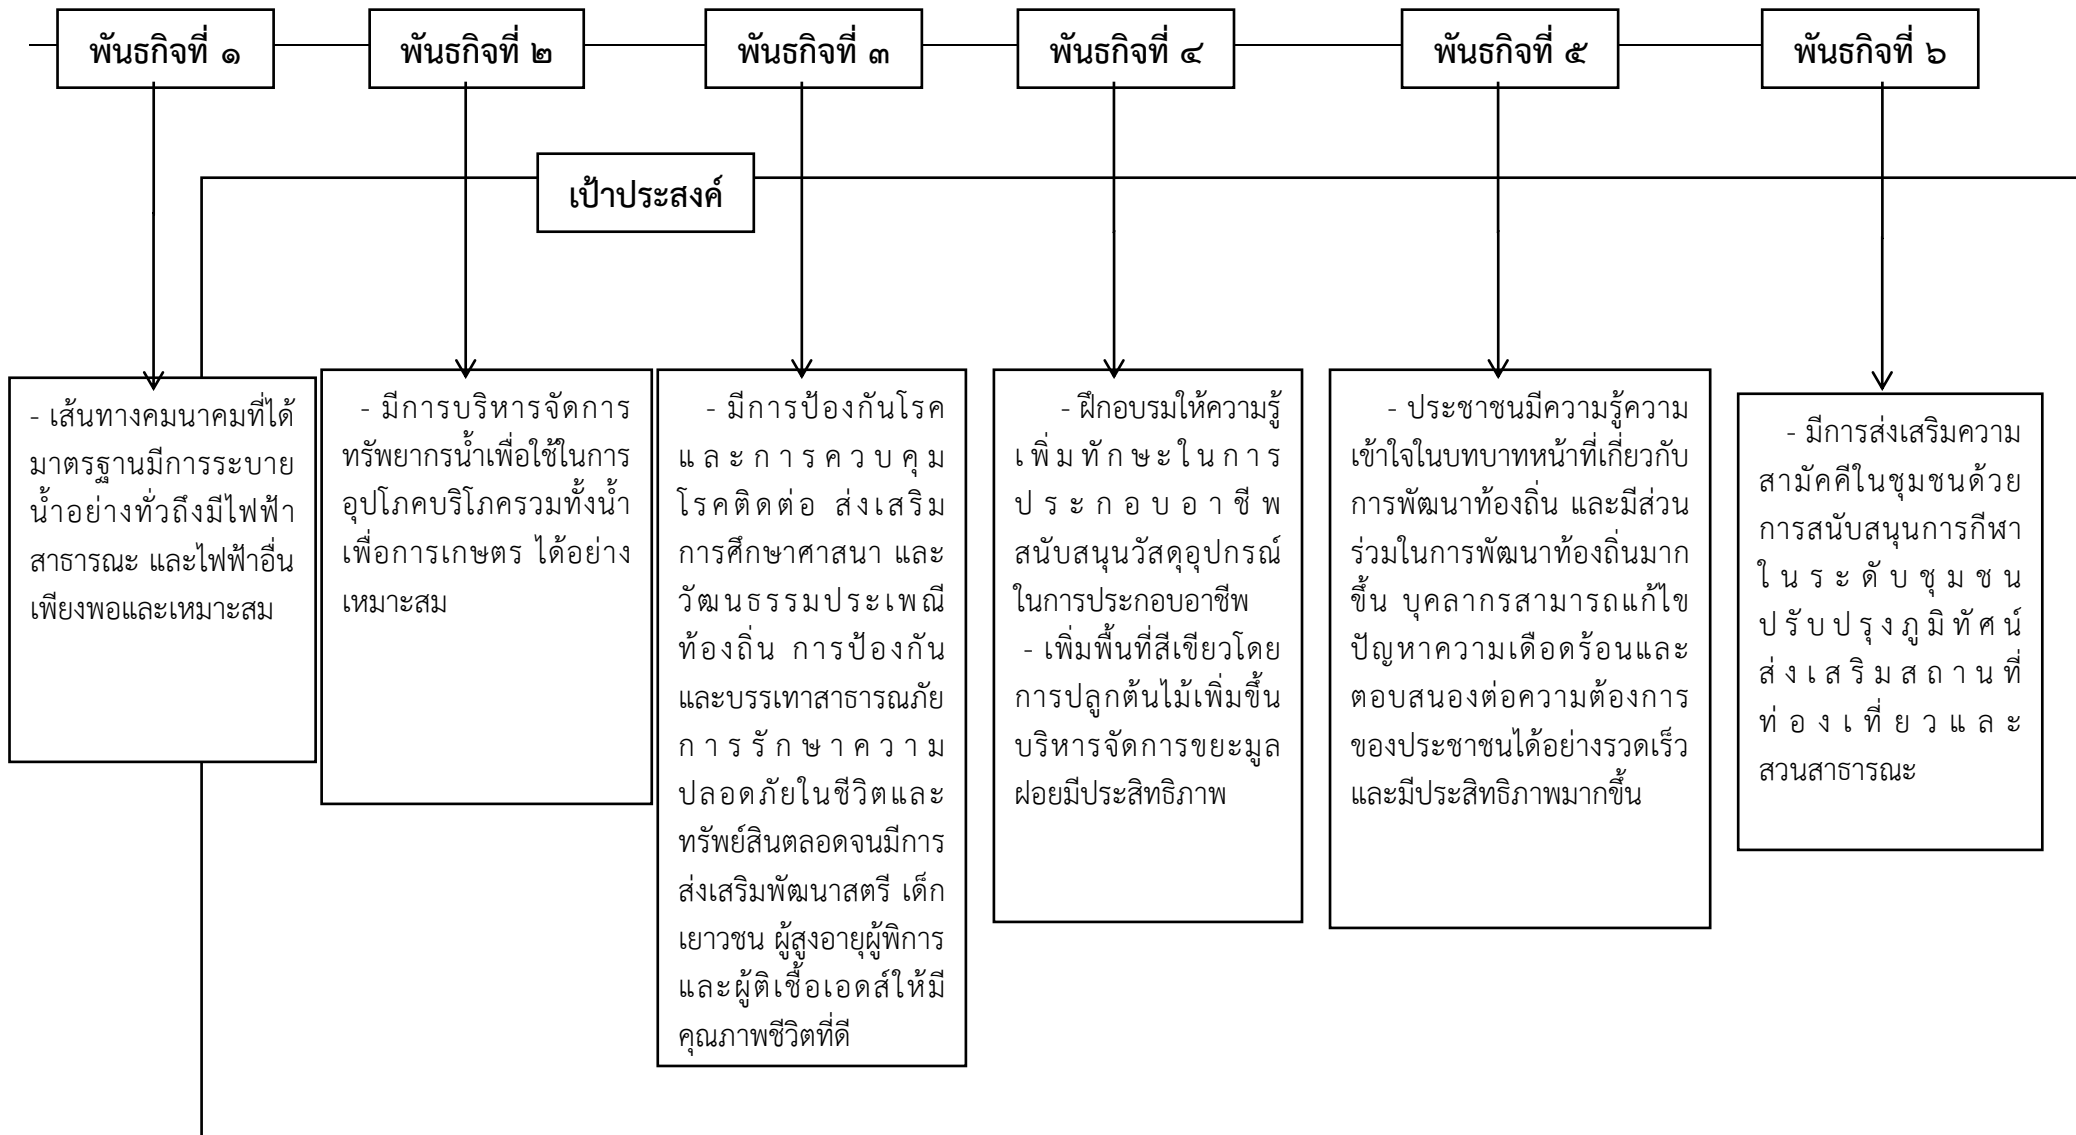 พันธกิจที่ ๑
พันธกิจที่ ๒
พันธกิจที่ ๓
พันธกิจที่ ๔
พันธกิจที่ ๕
พันธกิจที่ ๖
เป้าประสงค์
- เส้นทางคมนาคมที่ได้
มาตรฐานมีการระบาย
น้ำอย่างทั่วถึงมีไฟฟ้า
สาธารณะ และไฟฟ้าอื่น
เพียงพอและเหมาะสม
- มีการบริหารจัดการ
ทรัพยากรน้ำเพื่อใช้ในการ
อุปโภคบริโภครวมทั้งน้ำ
เพื่อการเกษตร ได้อย่าง
เหมาะสม
- มีการป้องกันโรค
และการควบคุม
โรคติดต่อ ส่งเสริม
การศึกษาศาสนา และ
วัฒนธรรมประเพณี
ท้องถิ่น การป้องกัน
และบรรเทาสาธารณภัย
การรักษาความ
ปลอดภัยในชีวิตและ
ทรัพย์สินตลอดจนมีการ
ส่งเสริมพัฒนาสตรี เด็ก
เยาวชน ผู้สูงอายุผู้พิการ
และผู้ติเชื้อเอดส์ให้มี
คุณภาพชีวิตที่ดี
- ฝึกอบรมให้ความรู้
เพิ่มทักษะในการ
ประกอบอาชีพ
สนับสนุนวัสดุอุปกรณ์
ในการประกอบอาชีพ
- เพิ่มพื้นที่สีเขียวโดย
การปลูกต้นไม้เพิ่มขึ้น
บริหารจัดการขยะมูล
ฝอยมีประสิทธิภาพ
- ประชาชนมีความรู้ความ
เข้าใจในบทบาทหน้าที่เกี่ยวกับ
การพัฒนาท้องถิ่น และมีส่วน
ร่วมในการพัฒนาท้องถิ่นมาก
ขึ้น บุคลากรสามารถแก้ไข
ปัญหาความเดือดร้อนและ
ตอบสนองต่อความต้องการ
ของประชาชนได้อย่างรวดเร็ว
และมีประสิทธิภาพมากขึ้น
- มีการส่งเสริมความ
สามัคคีในชุมชนด้วย
การสนับสนุนการกีฬา
ในระดับชุมชน
ปรับปรุงภูมิทัศน์
ส่งเสริมสถานที่
ท่องเที่ยวและ
สวนสาธารณะ